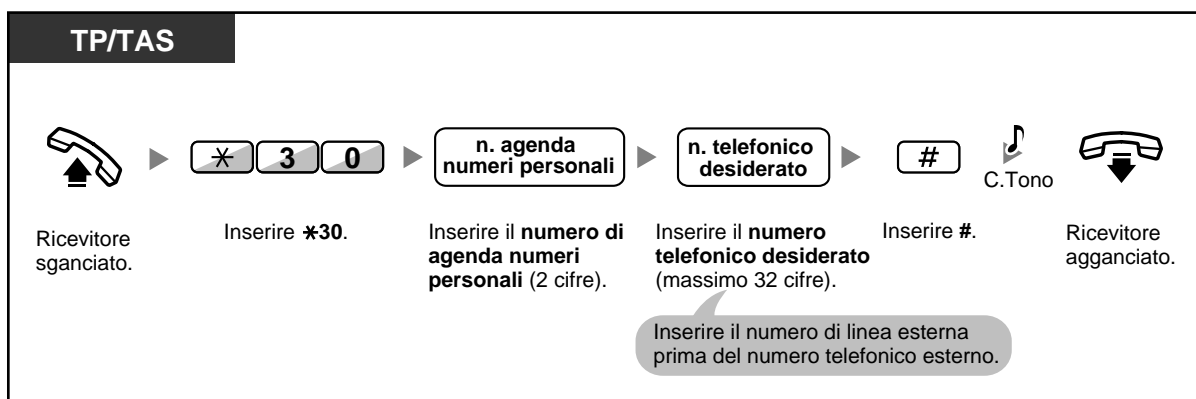 TP/TAS
✳ 3 0
n. agenda
numeri personali
n. telefonico
desiderato
#
C.Tono
Ricevitore
sganciato.
Inserire ✳30.
Inserire il numero di
agenda numeri
personali (2 cifre).
Inserire il numero
telefonico desiderato
(massimo 32 cifre).
Inserire #.
Ricevitore
agganciato.
Inserire il numero di linea esterna
prima del numero telefonico esterno.